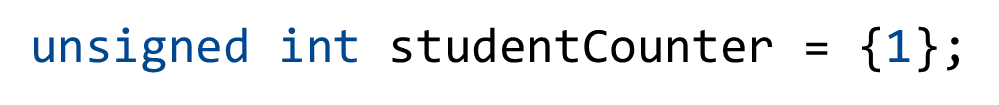 unsigned int studentCounter = {1};